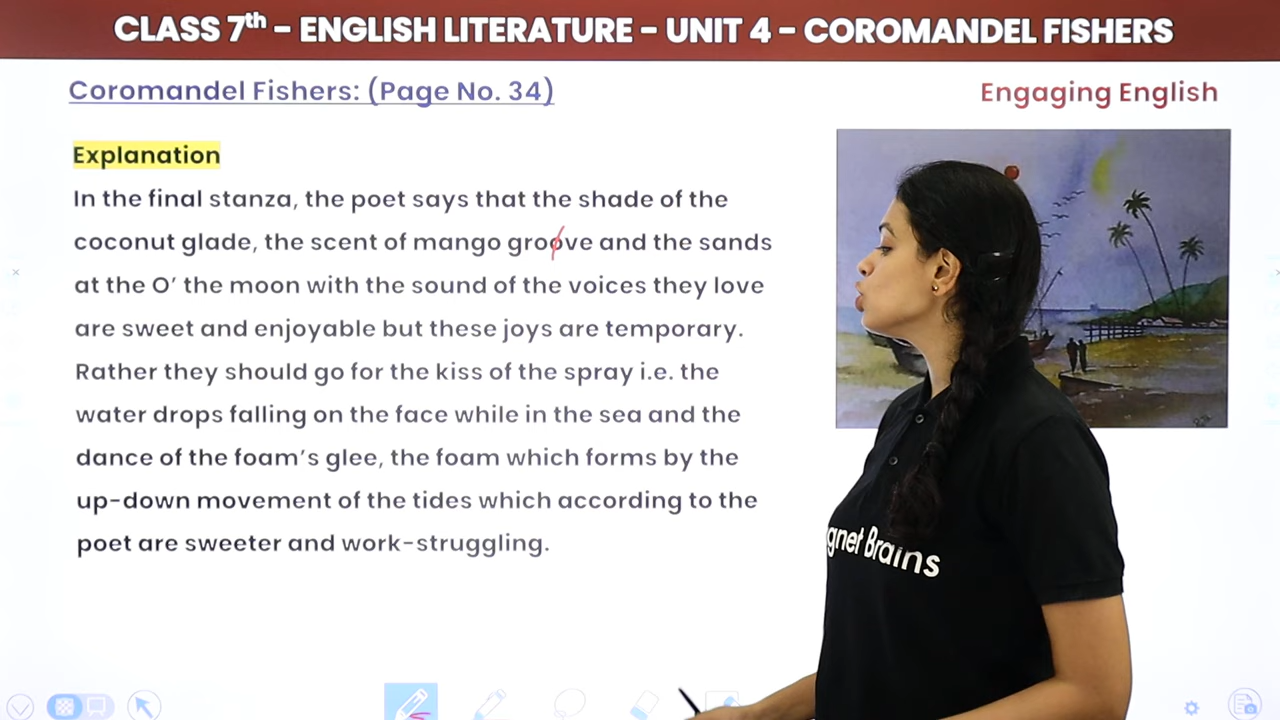 CLASS 7th – ENGLISH LITERATURE – UNIT 4 – COROMANDEL FISHERS
Coromandel Fishers: (Page No. 34)
Engaging English
Explanation
In the final stanza, the poet says that the shade of the
coconut glade, the scent of mango groove and the sands
at the O’ the moon with the sound of the voices they love
are sweet and enjoyable but these joys are temporary.
Rather they should go for the kiss of the spray i.e. the
water drops falling on the face while in the sea and the
dance of the foam’s glee, the foam which forms by the
up-down movement of the tides which according to the
poet are sweeter and work-struggling.
gnet Brains